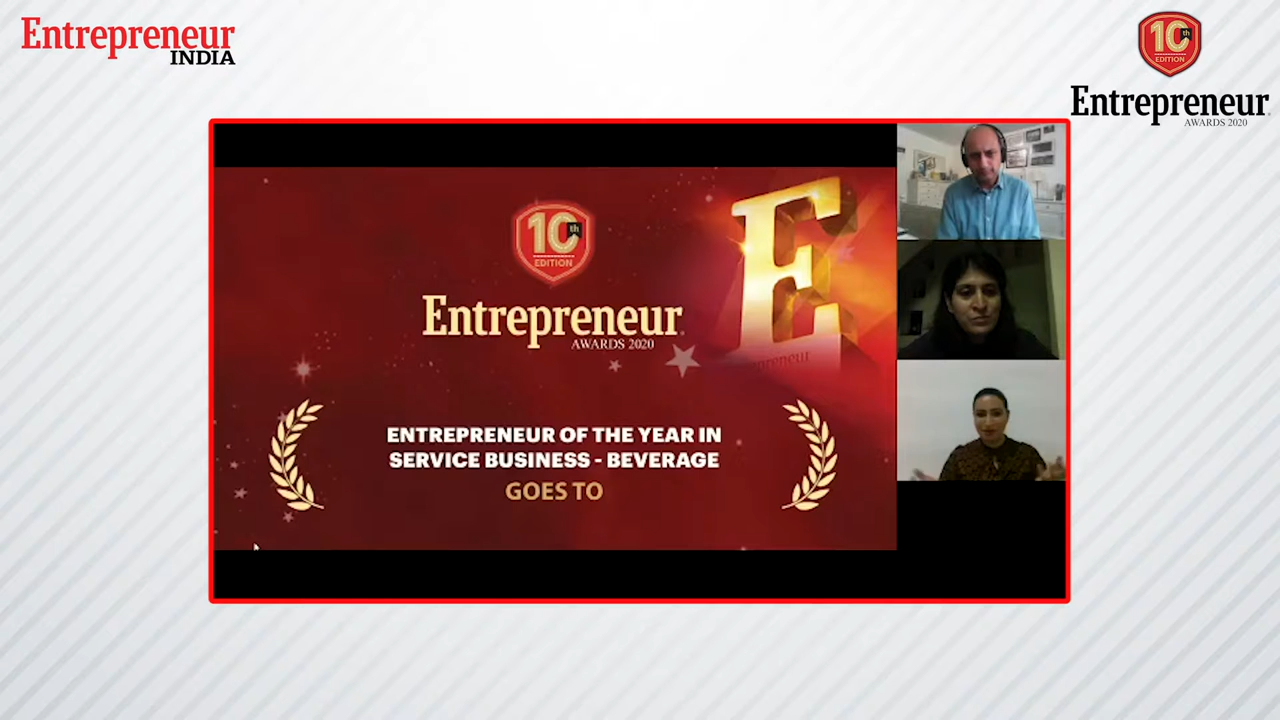 Entrepreneur
INDIA
10th
EDITION
Entrepreneur
AWARDS 2020
10th
EDITION
Entrepreneur
AWARDS 2020
ENTREPRENEUR OF THE YEAR IN
SERVICE BUSINESS - BEVERAGE
GOES TO
E